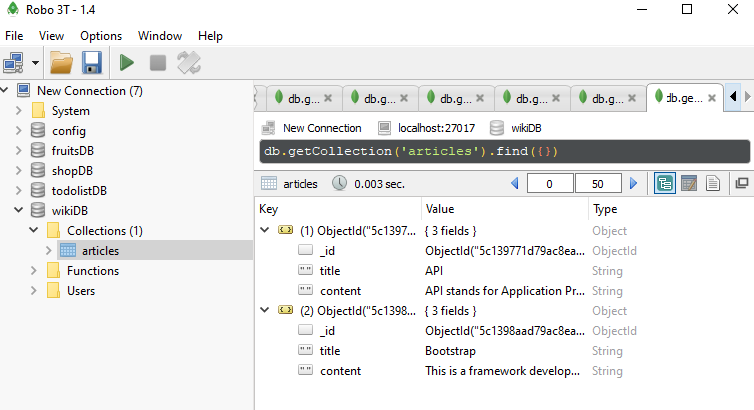 Robo 3T - 1.4
File View Options Window Help
New Connection (7)
System
config
fruitsDB
shopDB
todolistDB
wikiDB
Collections (1)
articles
Functions
Users
db.g... db.g... db.g... db.g... db.g... db.ge...
New Connection localhost:27017 wikiDB
db.getCollection('articles').find({})
articles 0.003 sec. 0 50
Key Value Type
(1) ObjectId("5c1397... { 3 fields } Object
_id ObjectId("5c139771d79ac8ea... ObjectId
title API String
content API stands for Application Pr... String
(2) ObjectId("5c1398... { 3 fields } Object
_id ObjectId("5c1398aad79ac8ea... ObjectId
title Bootstrap String
content This is a framework develop... String